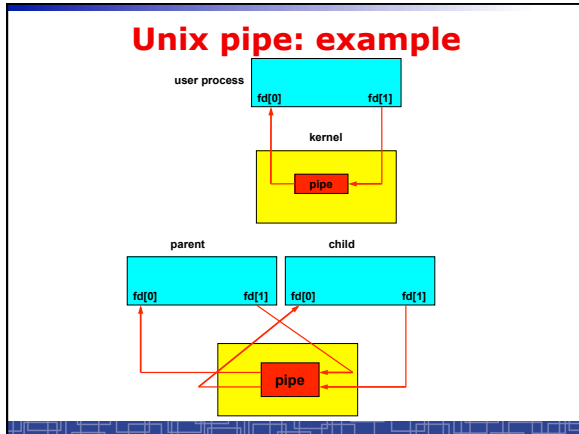 Unix pipe: example
user process
fd[0] fd[1]
kernel
pipe
parent child
fd[0] fd[1] fd[0] fd[1]
pipe